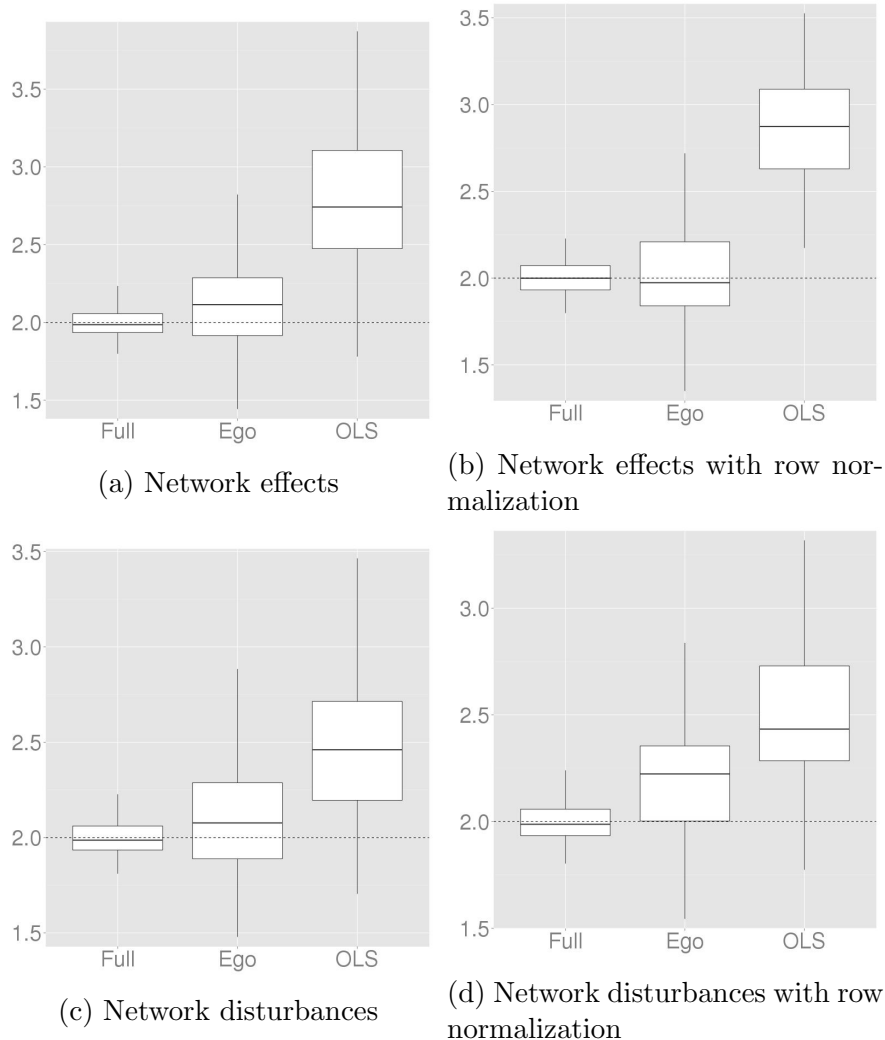 3.5
3.0
2.5
2.0
1.5
Full Ego OLS
(a) Network effects
3.5
3.0
2.5
2.0
1.5
Full Ego OLS
(b) Network effects with row nor-
malization
3.5
3.0
2.5
2.0
1.5
Full Ego OLS
(c) Network disturbances
3.0
2.5
2.0
1.5
Full Ego OLS
(d) Network disturbances with row
normalization